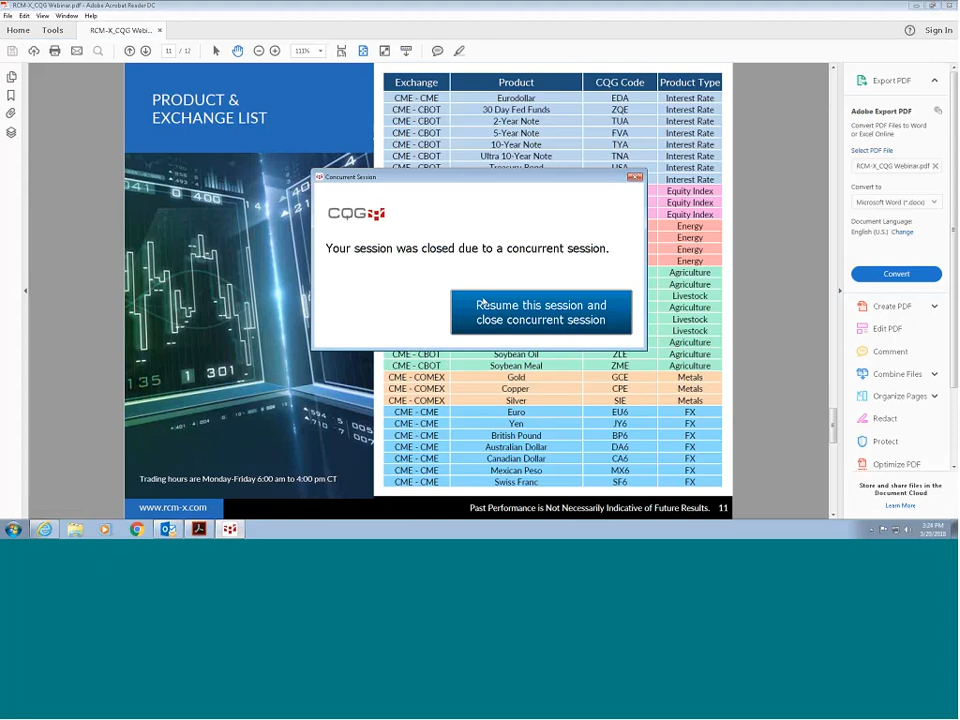 RCM-X_CQG Webinar.pdf - Adobe Acrobat Reader DC
File Edit View Window Help
Home Tools RCM-X_CQG Webi... × Sign In
11 / 12 111%
PRODUCT &
EXCHANGE LIST
Exchange Product CQG Code Product Type
CME - CME Eurodollar EDA Interest Rate
CME - CBOT 30 Day Fed Funds ZQE Interest Rate
CME - CBOT 2-Year Note TUA Interest Rate
CME - CBOT 5-Year Note FVA Interest Rate
CME - CBOT 10-Year Note TYA Interest Rate
CME - CBOT Ultra 10-Year Note TNA Interest Rate
Interest Rate
Interest Rate
Equity Index
Equity Index
Equity Index
Energy
Energy
Energy
Energy
Agriculture
Agriculture
Livestock
Agriculture
Livestock
Livestock
Agriculture
CME - CBOT Soybean Oil ZLE Agriculture
CME - CBOT Soybean Meal ZME Agriculture
CME - COMEX Gold GCE Metals
CME - COMEX Copper CPE Metals
CME - COMEX Silver SIE Metals
CME - CME Euro EU6 FX
CME - CME Yen JY6 FX
CME - CME British Pound BP6 FX
CME - CME Australian Dollar DA6 FX
CME - CME Canadian Dollar CA6 FX
CME - CME Mexican Peso MX6 FX
CME - CME Swiss Franc SF6 FX
Concurrent Session
CQG
Your session was closed due to a concurrent session.
Resume this session and
close concurrent session
Trading hours are Monday-Friday 6:00 am to 4:00 pm CT
www.rcm-x.com
Past Performance is Not Necessarily Indicative of Future Results. 11
Export PDF
Adobe Export PDF
Convert PDF Files to Word
or Excel Online
Select PDF File
RCM-X_CQG Webinar.pdf ×
Convert to
Microsoft Word (*.docx)
Document Language:
English (U.S.) Change
Convert
Create PDF
Edit PDF
Comment
Combine Files
Organize Pages
Redact
Protect
Optimize PDF
Store and share files in the
Document Cloud
Learn More
3:24 PM
3/20/2018